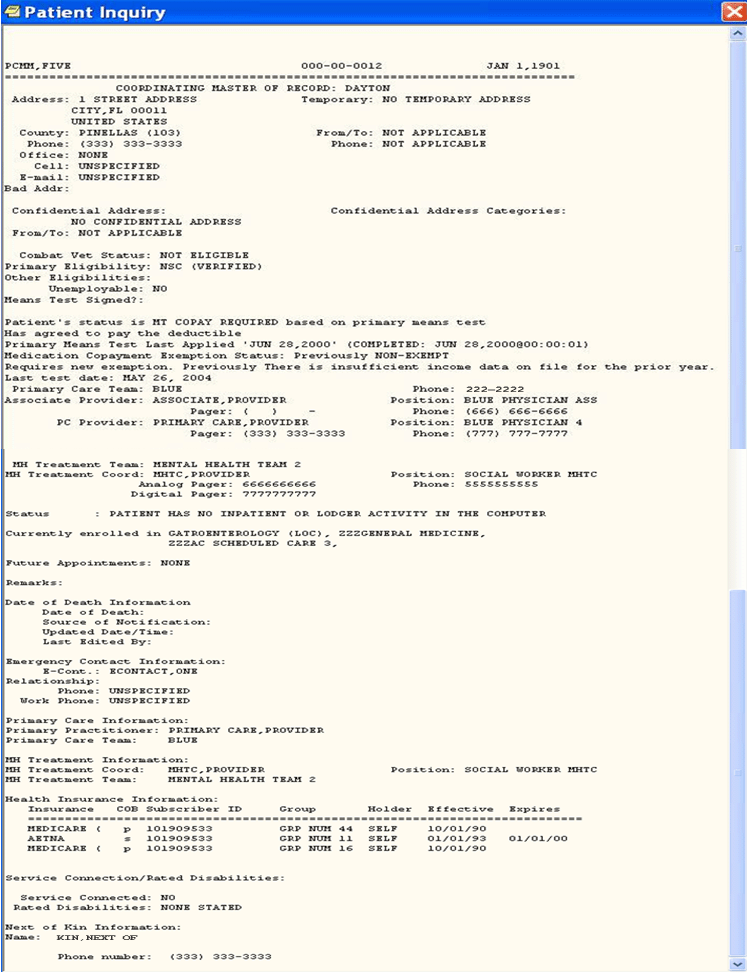 Patient Inquiry
PCMM,FIVE 000-00-0012 JAN 1,1901
===========================================================================
COORDINATING MASTER OF RECORD: DAYTON
Address: 1 STREET ADDRESS Temporary: NO TEMPORARY ADDRESS
CITY,FL 00011
UNITED STATES
County: PINELLAS (103) From/To: NOT APPLICABLE
Phone: (333) 333-3333 Phone: NOT APPLICABLE
Office: NONE
Cell: UNSPECIFIED
E-mail: UNSPECIFIED
Bad Addr:
Confidential Address: Confidential Address Categories:
NO CONFIDENTIAL ADDRESS
From/To: NOT APPLICABLE
Combat Vet Status: NOT ELIGIBLE
Primary Eligibility: NSC (VERIFIED)
Other Eligibilities:
Unemployable: NO
Means Test Signed?:
Patient's status is MT COPAY REQUIRED based on primary means test
Has agreed to pay the deductible
Primary Means Test Last Applied 'JUN 28,2000' (COMPLETED: JUN 28,2000@00:00:01)
Medication Copayment Exemption Status: Previously NON-EXEMPT
Requires new exemption. Previously There is insufficient income data on file for the prior year.
Last test date: MAY 26, 2004
Primary Care Team: BLUE Phone: 222-2222
Associate Provider: ASSOCIATE,PROVIDER Position: BLUE PHYSICIAN ASS
Pager: ( ) - Phone: (666) 666-6666
PC Provider: PRIMARY CARE,PROVIDER Position: BLUE PHYSICIAN 4
Pager: (333) 333-3333 Phone: (777) 777-7777
MH Treatment Team: MENTAL HEALTH TEAM 2
MH Treatment Coord: MHTC,PROVIDER Position: SOCIAL WORKER MHTC
Analog Pager: 6666666666 Phone: 5555555555
Digital Pager: 7777777777
Status : PATIENT HAS NO INPATIENT OR LODGER ACTIVITY IN THE COMPUTER
Currently enrolled in GATROENTEROLOGY (LOC), ZZZGENERAL MEDICINE,
ZZZAC SCHEDULED CARE 3,
Future Appointments: NONE
Remarks:
Date of Death Information
Date of Death:
Source of Notification:
Updated Date/Time:
Last Edited By:
Emergency Contact Information:
E-Cont.: ECONTACT,ONE
Relationship:
Phone: UNSPECIFIED
Work Phone: UNSPECIFIED
Primary Care Information:
Primary Practitioner: PRIMARY CARE,PROVIDER
Primary Care Team: BLUE
MH Treatment Information:
MH Treatment Coord: MHTC,PROVIDER Position: SOCIAL WORKER MHTC
MH Treatment Team: MENTAL HEALTH TEAM 2
Health Insurance Information:
Insurance COB Subscriber ID Group Holder Effective Expires
===========================================================================
MEDICARE ( p 101909533 GRP NUM 44 SELF 10/01/90
AETNA s 101909533 GRP NUM 11 SELF 01/01/93 01/01/00
MEDICARE ( p 101909533 GRP NUM 16 SELF 10/01/90
Service Connection/Rated Disabilities:
Service Connected: NO
Rated Disabilities: NONE STATED
Next of Kin Information:
Name: KIN,NEXT OF
Phone number: (333) 333-3333